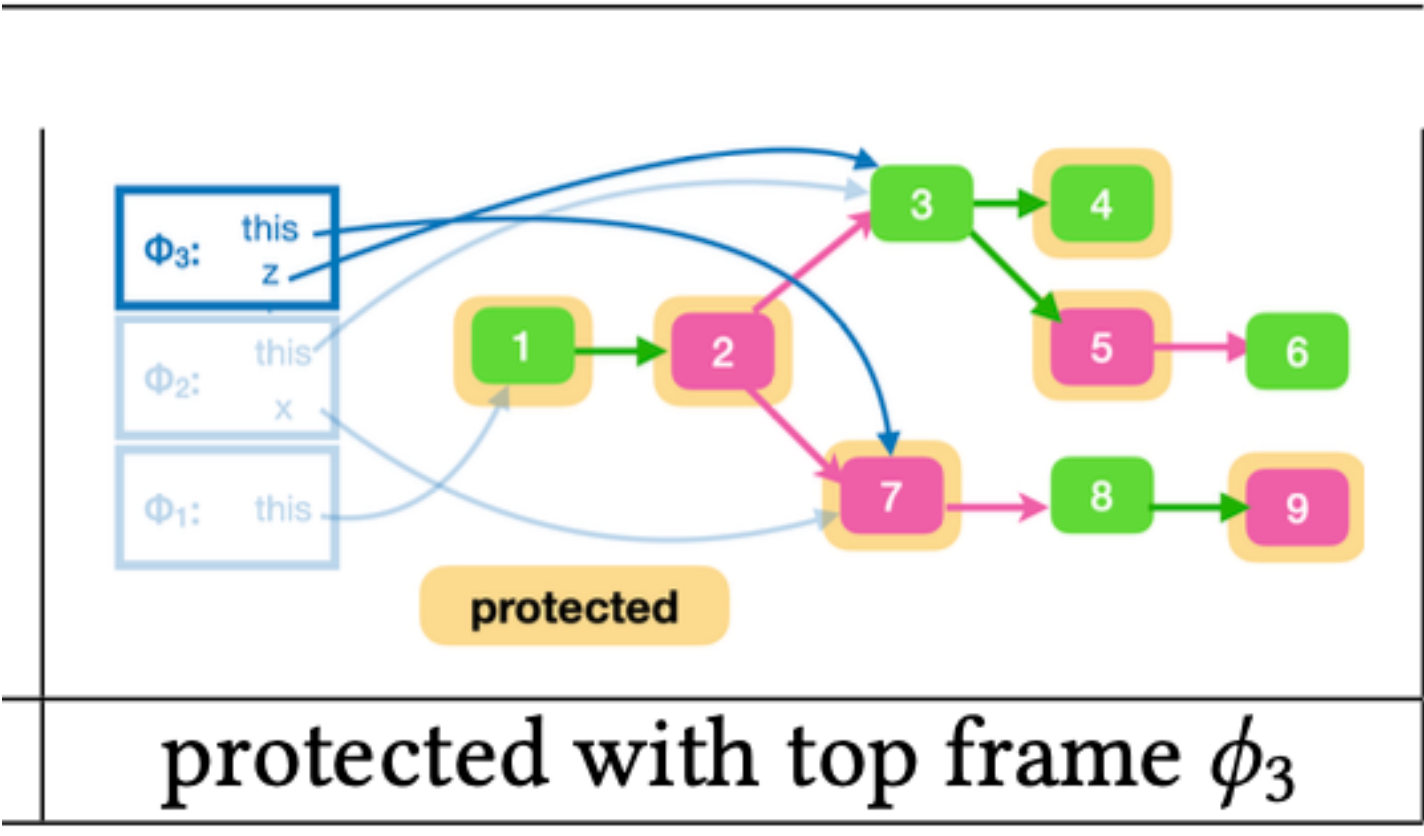 Φ₃: this
z
3
4
Φ₂: this
x
1
2
5
6
Φ₁: this
7
8
9
protected
protected with top frame ϕ₃